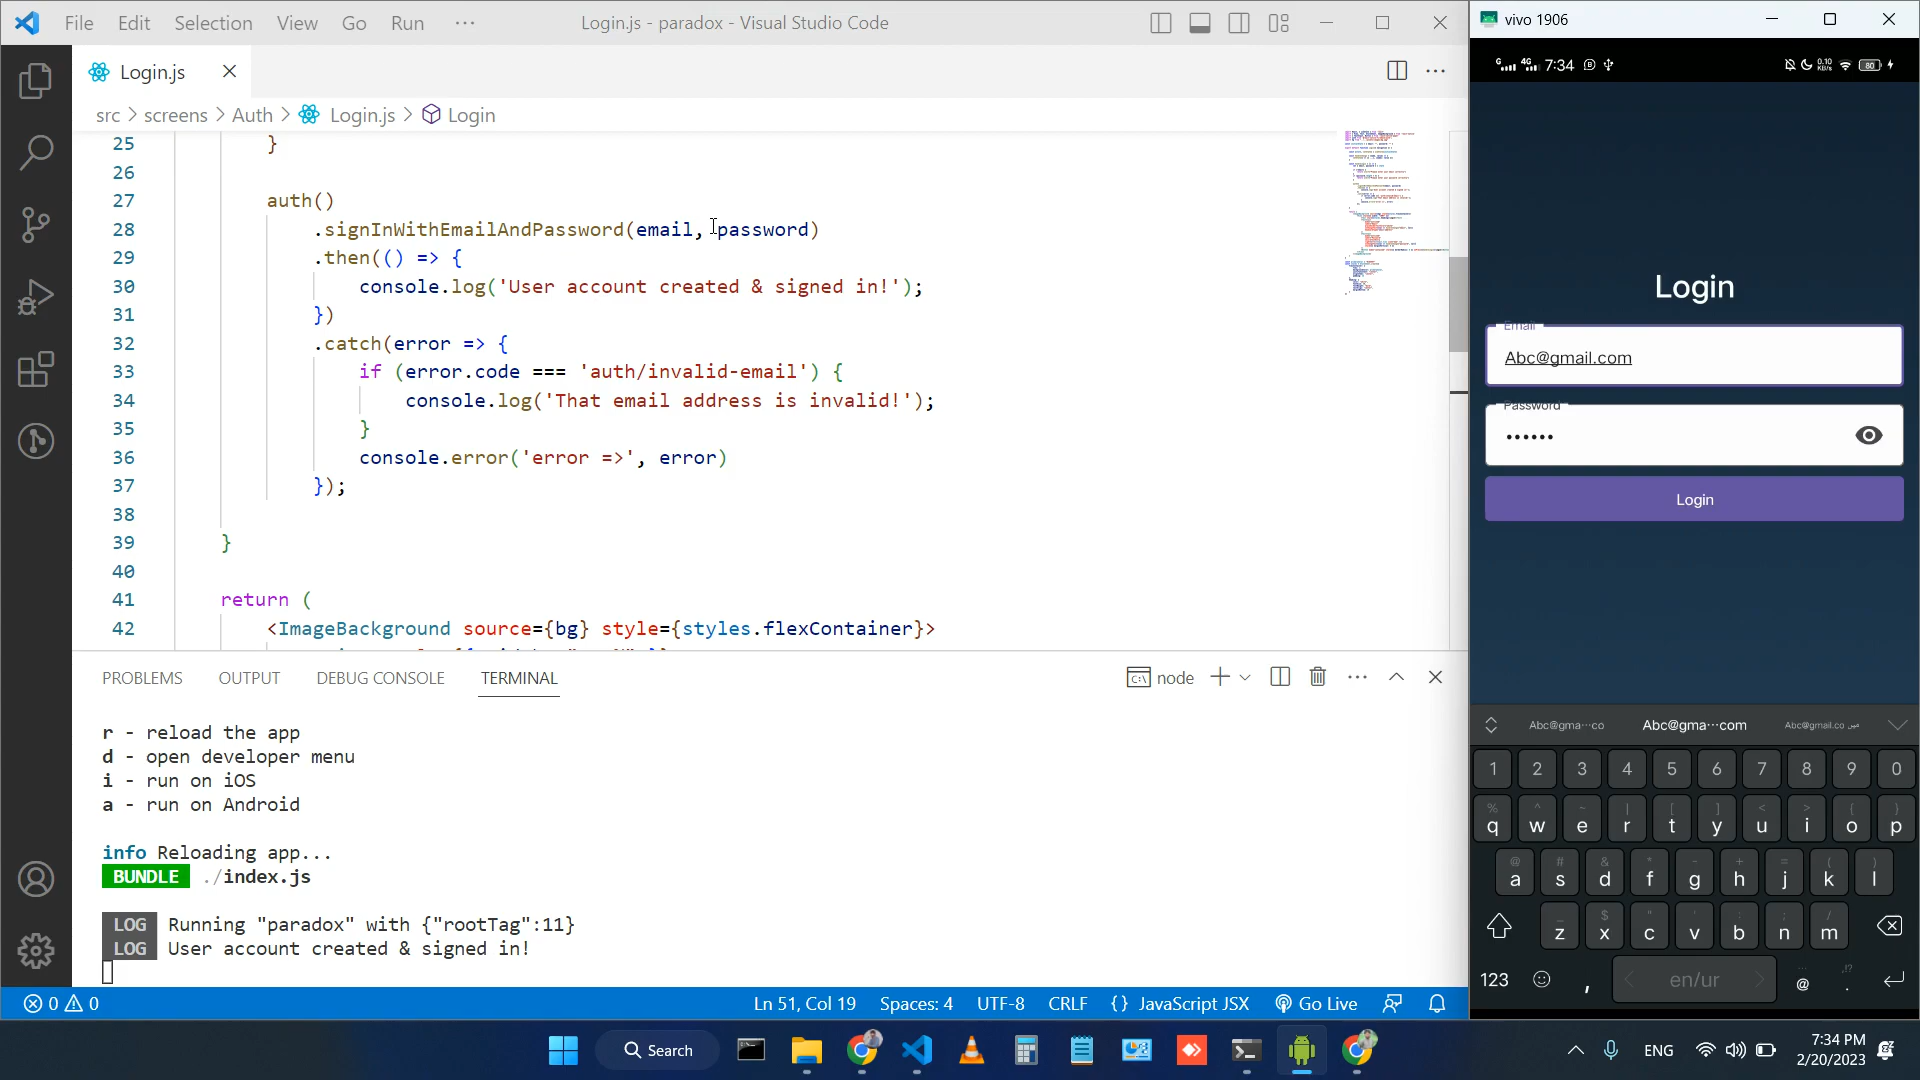 File Edit Selection View Go Run ···
Login.js - paradox - Visual Studio Code
Login.js
src > screens > Auth > Login.js > Login
25 }
26
27 auth()
28 .signInWithEmailAndPassword(email, password)
29 .then(() => {
30 console.log('User account created & signed in!');
31 })
32 .catch(error => {
33 if (error.code === 'auth/invalid-email') {
34 console.log('That email address is invalid!');
35 }
36 console.error('error =>', error)
37 });
38
39 }
40
41 return (
42 <ImageBackground source={bg} style={styles.flexContainer}>
PROBLEMS OUTPUT DEBUG CONSOLE TERMINAL
node
r - reload the app
d - open developer menu
i - run on iOS
a - run on Android
info Reloading app...
BUNDLE ./index.js
LOG Running "paradox" with {"rootTag":11}
LOG User account created & signed in!
0 0
Ln 51, Col 19 Spaces: 4 UTF-8 CRLF {} JavaScript JSX Go Live
vivo 1906
G 4G 7:34
0.10 KB/s 80
Login
Email
Abc@gmail.com
Password
••••••
Login
Abc@gma···co Abc@gma···com Abc@gmail.co
1 2 3 4 5 6 7 8 9 0
q w e r t y u i o p
a s d f g h j k l
z x c v b n m
123 , en/ur @ .
Search
ENG
7:34 PM
2/20/2023